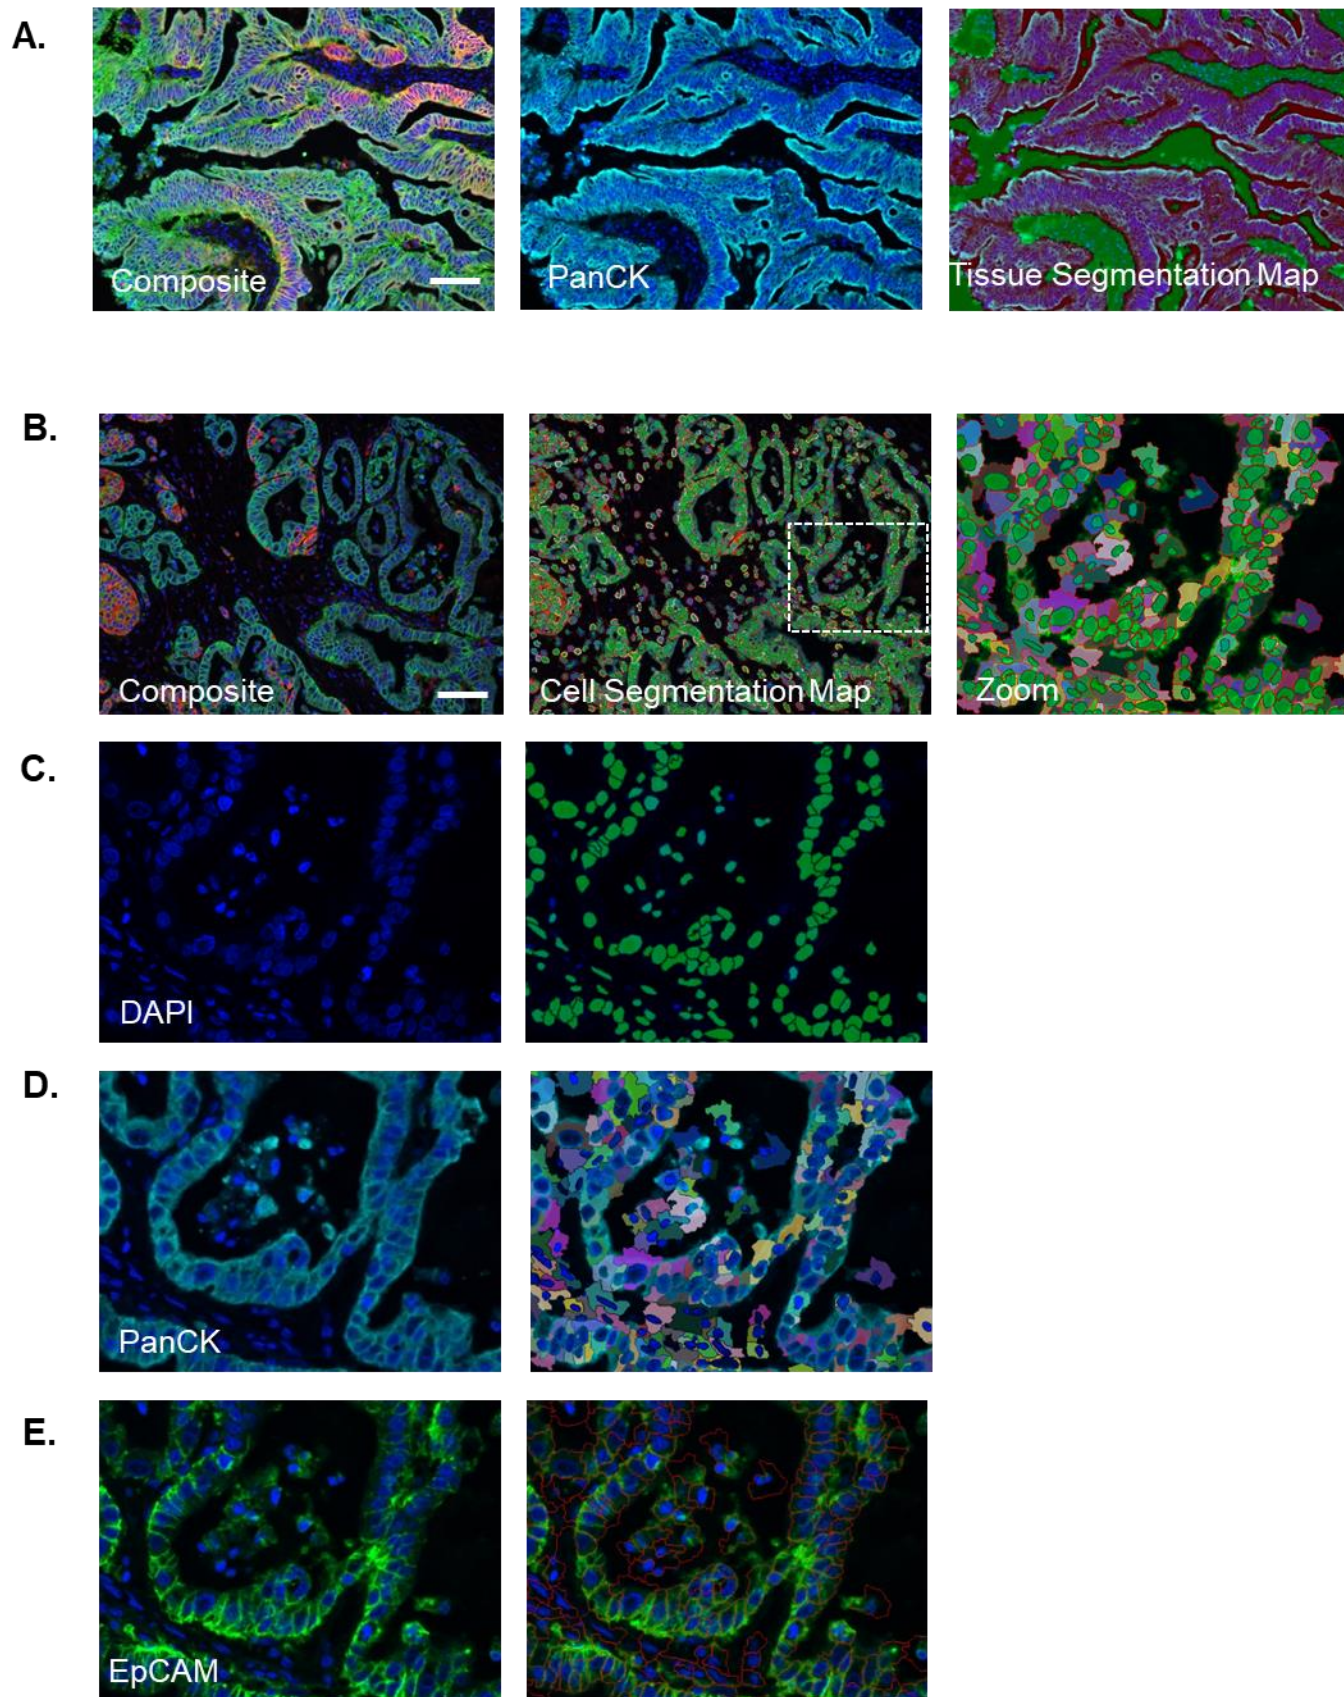 A.
Composite
PanCK
Tissue Segmentation Map
B.
Composite
Cell Segmentation Map
Zoom
C.
DAPI
D.
PanCK
E.
EpCAM